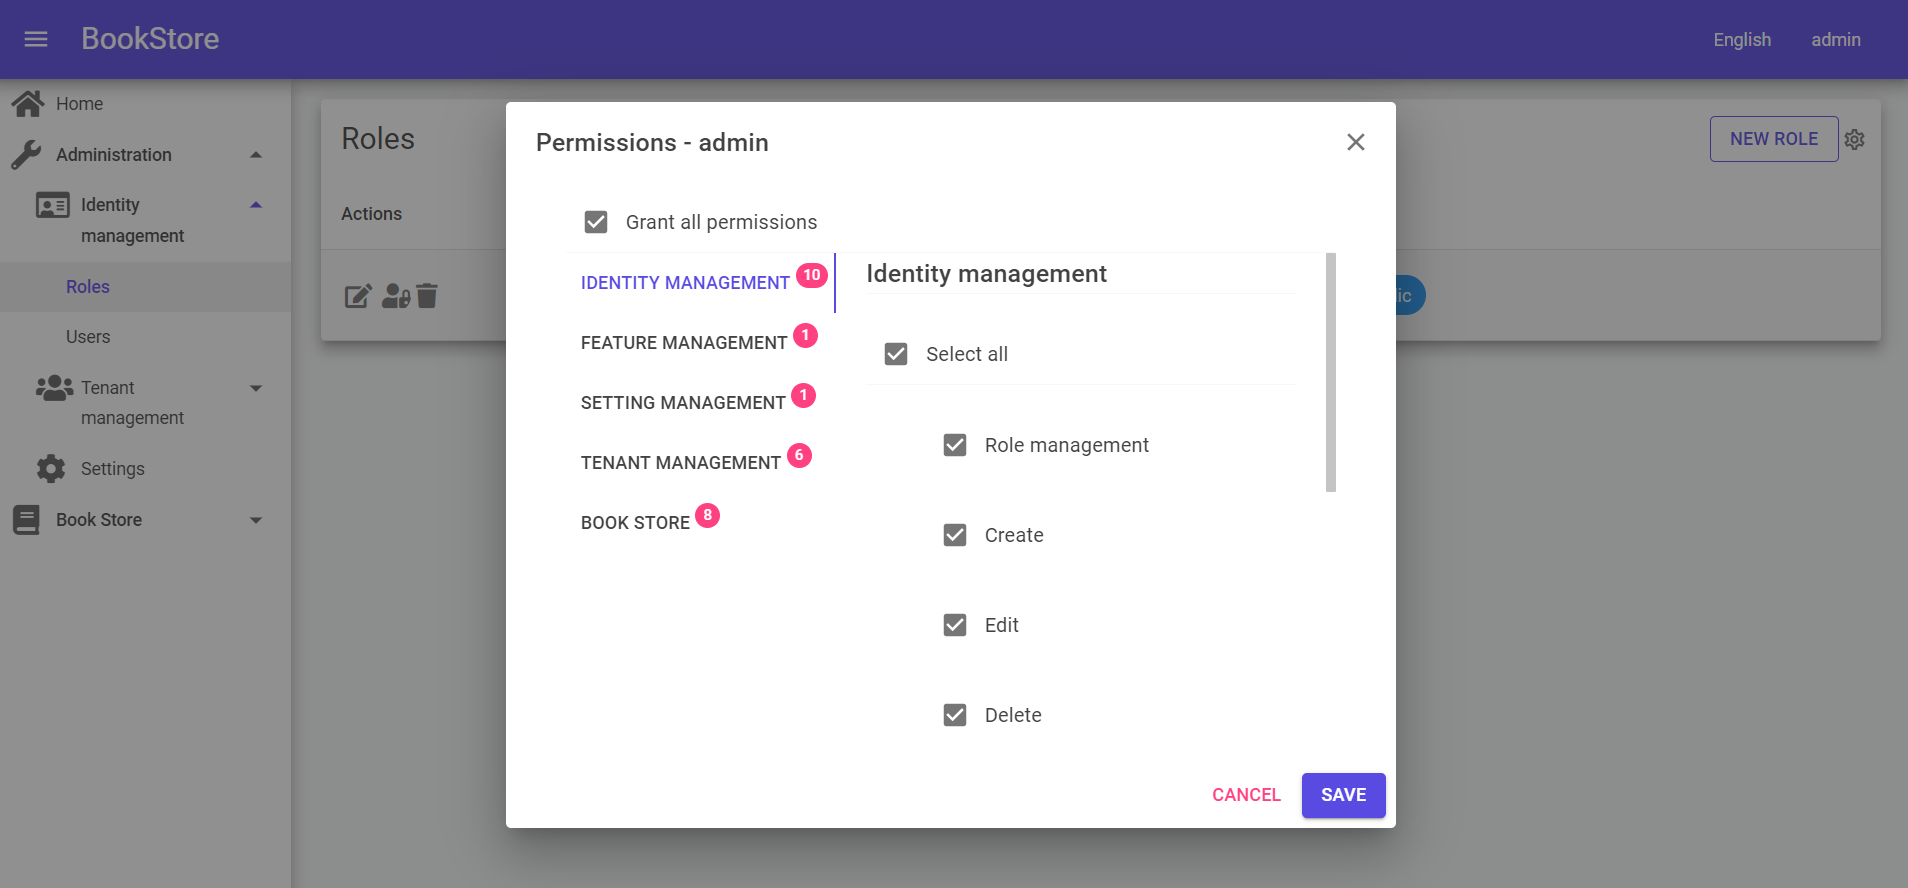 BookStore
English
admin
Home
Administration
Identity
management
Roles
Users
Tenant
management
Settings
Book Store
Roles
NEW ROLE
Actions
Permissions - admin
Grant all permissions
IDENTITY MANAGEMENT 10
FEATURE MANAGEMENT 1
SETTING MANAGEMENT 1
TENANT MANAGEMENT 6
BOOK STORE 8
Identity management
Select all
Role management
Create
Edit
Delete
CANCEL
SAVE